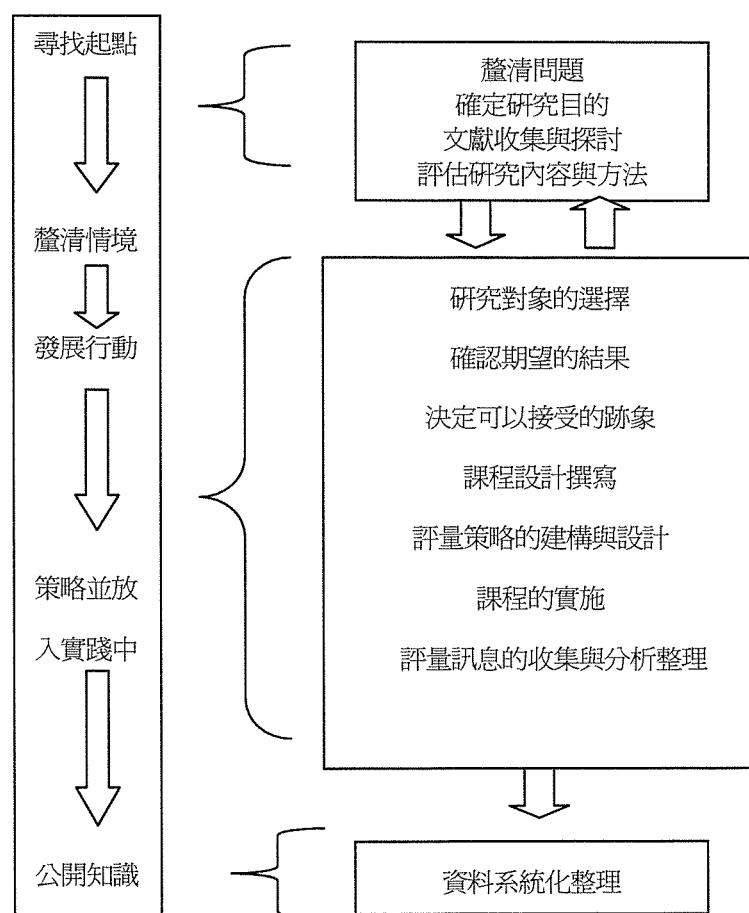 尋找起點
釐清情境
發展行動
策略並放
入實踐中
公開知識
釐清問題
確定研究目的
文獻收集與探討
評估研究內容與方法
研究對象的選擇
確認期望的結果
決定可以接受的跡象
課程設計撰寫
評量策略的建構與設計
課程的實施
評量訊息的收集與分析整理
資料系統化整理